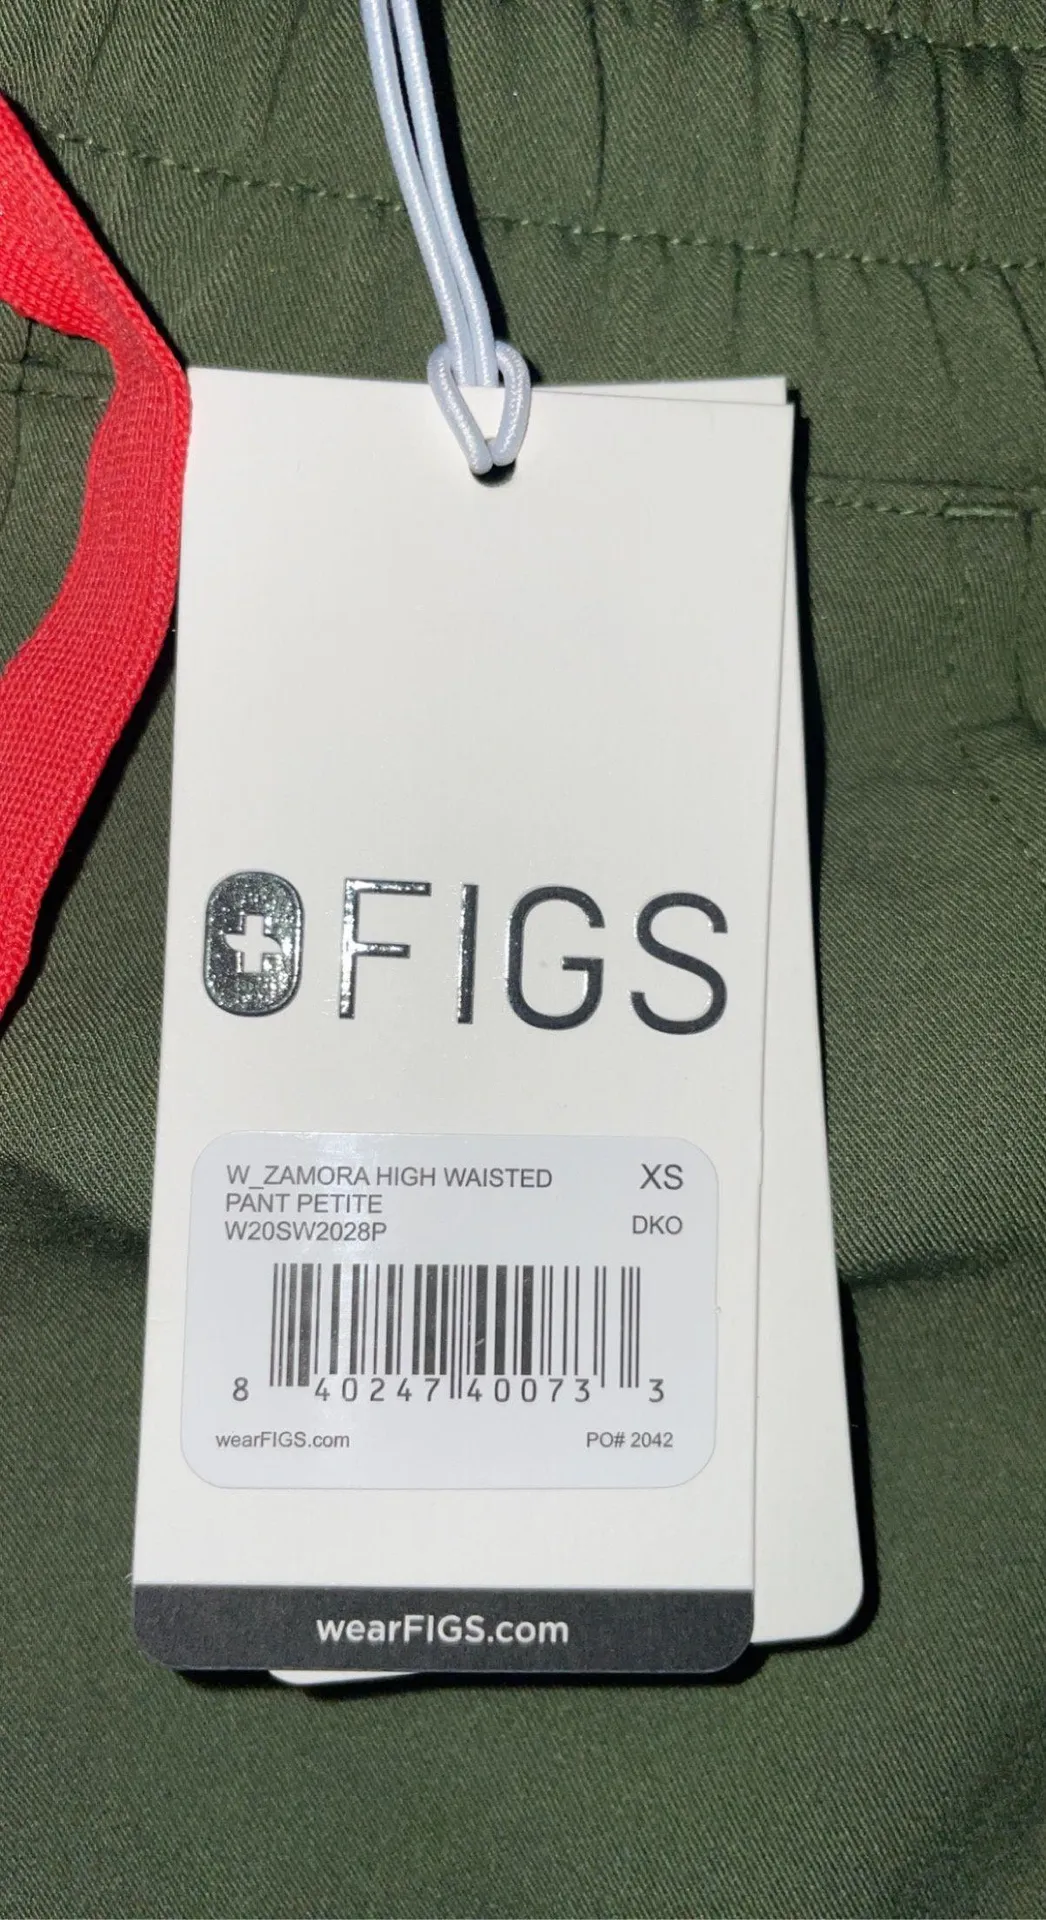 FIGS
W_ZAMORA HIGH WAISTED XS
PANT PETITE
W20SW2028P DKO
8 40247 40073 3
wearFIGS.com PO# 2042
wearFIGS.com